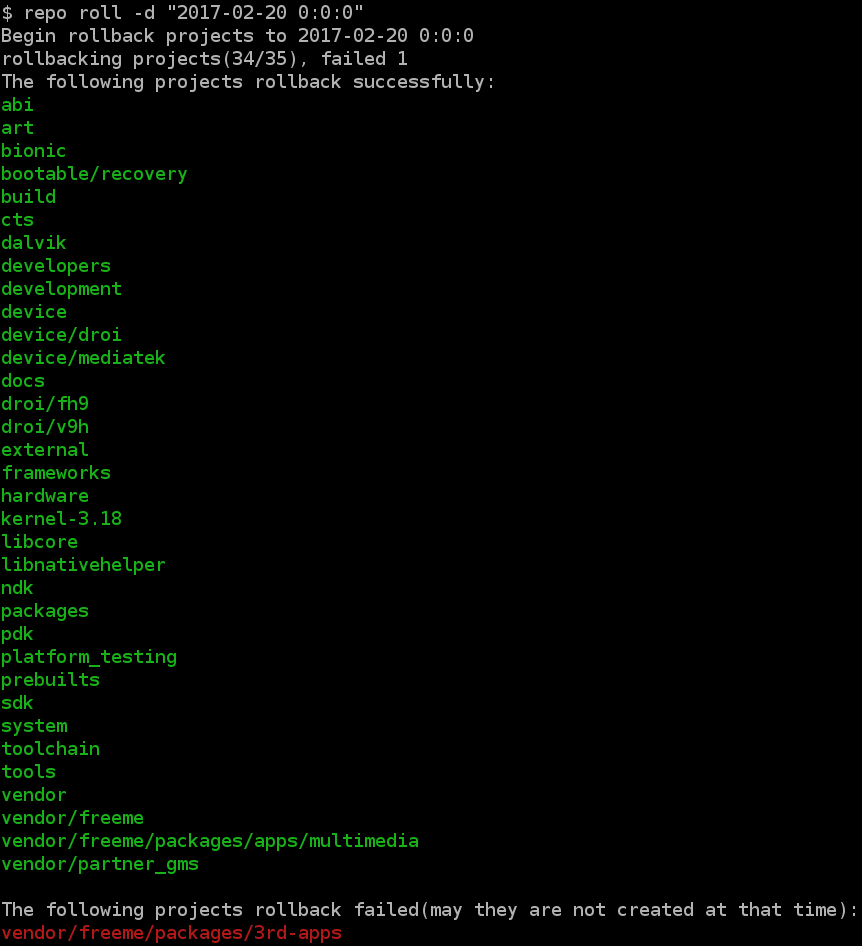 $ repo roll -d "2017-02-20 0:0:0"
Begin rollback projects to 2017-02-20 0:0:0
rollbacking projects(34/35), failed 1
The following projects rollback successfully:
abi
art
bionic
bootable/recovery
build
cts
dalvik
developers
development
device
device/droi
device/mediatek
docs
droi/fh9
droi/v9h
external
frameworks
hardware
kernel-3.18
libcore
libnativehelper
ndk
packages
pdk
platform_testing
prebuilts
sdk
system
toolchain
tools
vendor
vendor/freeme
vendor/freeme/packages/apps/multimedia
vendor/partner_gms
The following projects rollback failed(may they are not created at that time):
vendor/freeme/packages/3rd-apps